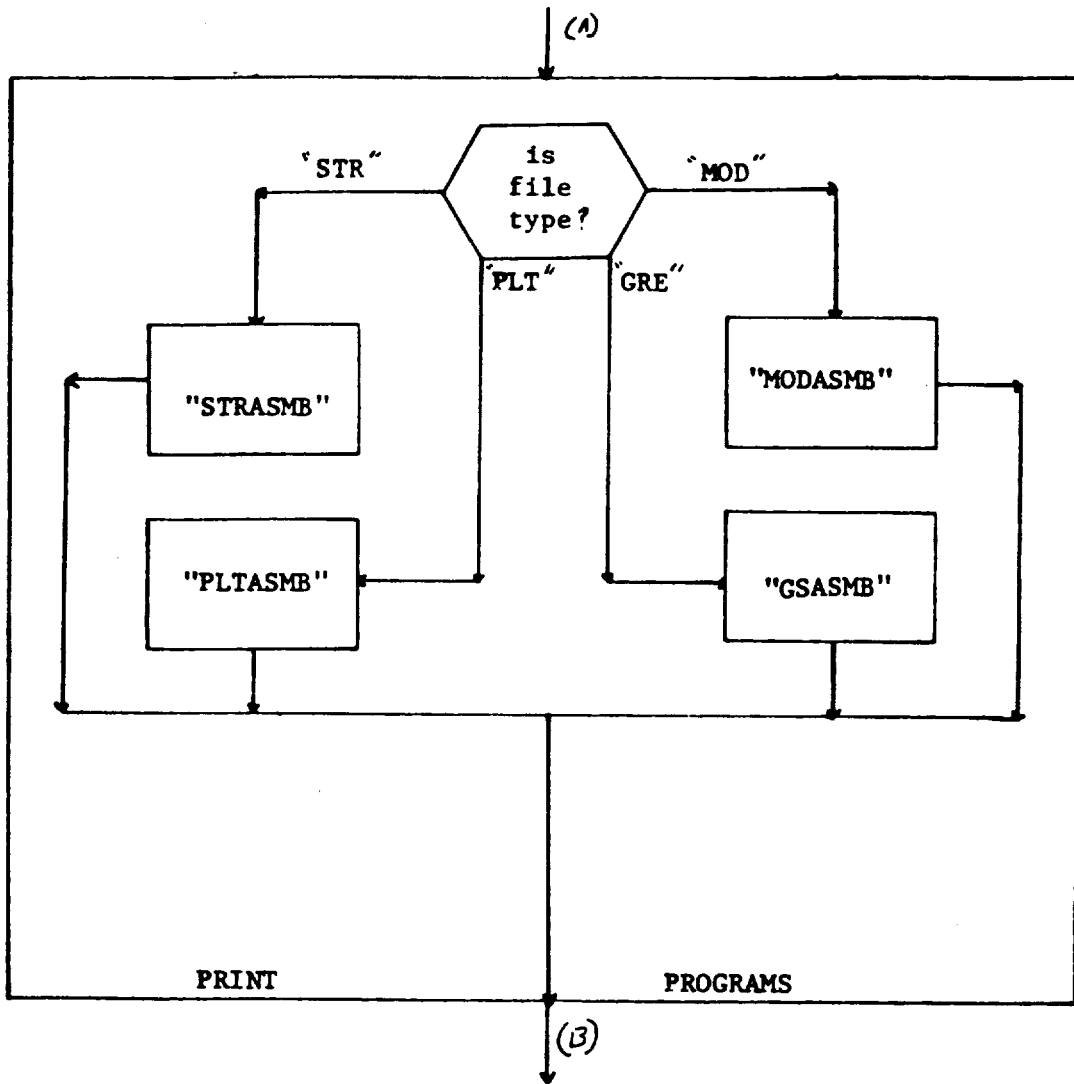 (A)
is
file
type?
"STR"
"MOD"
"PLT"
"GRE"
"STRASMB"
"MODASMB"
"PLTASMB"
"GSASMB"
PRINT PROGRAMS
(B)